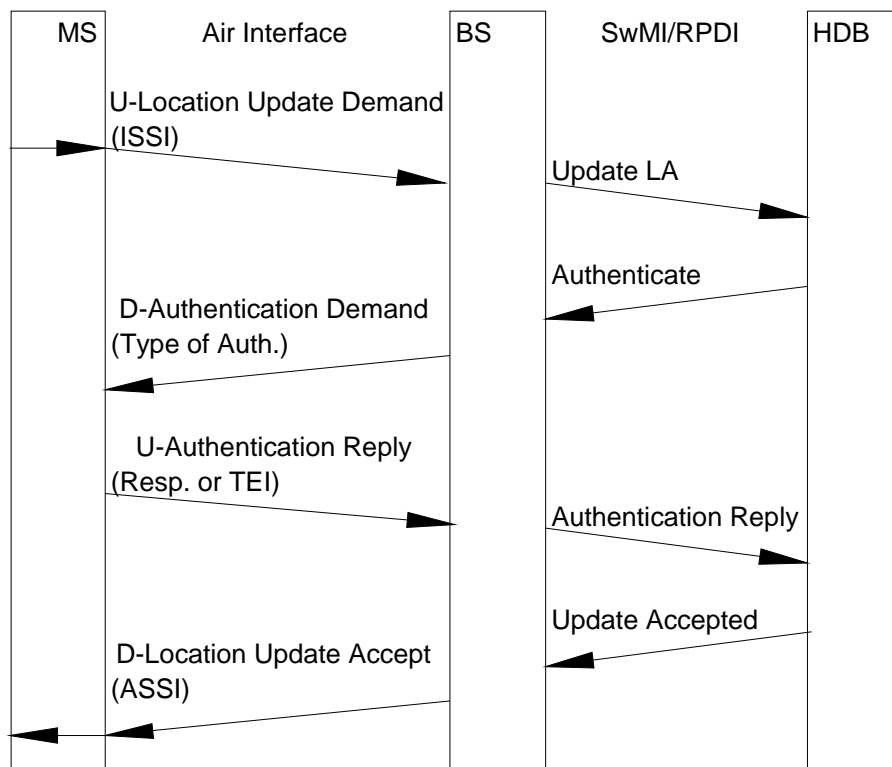 MS Air Interface BS SwMI/RPDI HDB
U-Location Update Demand
(ISSI)
Update LA
Authenticate
D-Authentication Demand
(Type of Auth.)
U-Authentication Reply
(Resp. or TEI)
Authentication Reply
Update Accepted
D-Location Update Accept
(ASSI)